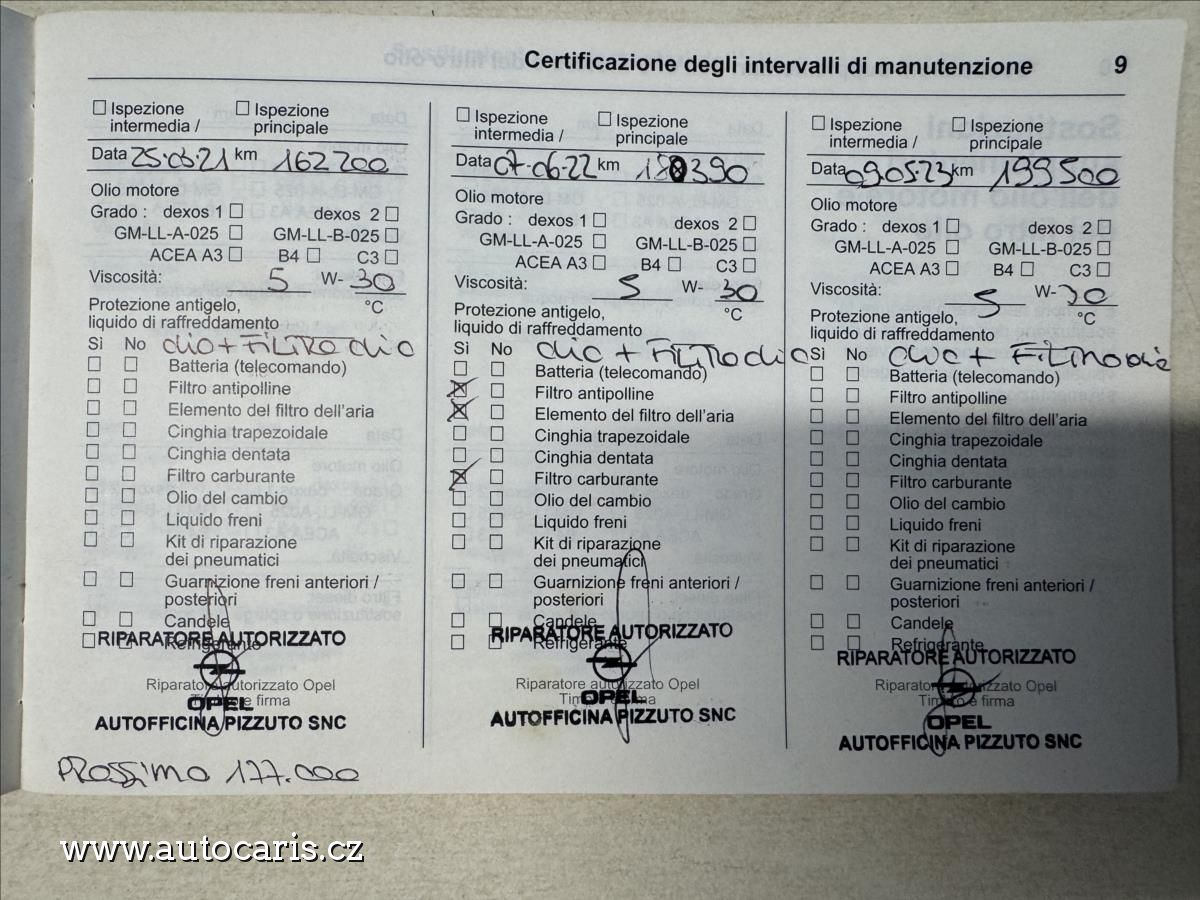 Certificazione degli intervalli di manutenzione 9
☐ Ispezione intermedia / ☐ Ispezione principale
Data 25.06.21 km 162200
Olio motore
Grado : dexos 1 ☐ dexos 2 ☐
GM-LL-A-025 ☐ GM-LL-B-025 ☐
ACEA A3 ☐ B4 ☐ C3 ☐
Viscosità: 5 W- 30
Protezione antigelo, °C
liquido di raffreddamento
Sì No olio + FILTRO olio
☐ ☐ Batteria (telecomando)
☐ ☐ Filtro antipolline
☐ ☐ Elemento del filtro dell'aria
☐ ☐ Cinghia trapezoidale
☐ ☐ Cinghia dentata
☐ ☐ Filtro carburante
☐ ☐ Olio del cambio
☐ ☐ Liquido freni
☐ ☐ Kit di riparazione
dei pneumatici
☐ ☐ Guarnizione freni anteriori /
posteriori
☐ ☐ Candele
☐ ☐ Refrigerante
RIPARATORE AUTORIZZATO
Riparatore autorizzato Opel
Timbro e firma
OPEL
AUTOFFICINA PIZZUTO SNC
PROSSIMO 177.000
☐ Ispezione intermedia / ☐ Ispezione principale
Data 07.06.22 km 180390
Olio motore
Grado : dexos 1 ☐ dexos 2 ☐
GM-LL-A-025 ☐ GM-LL-B-025 ☐
ACEA A3 ☐ B4 ☐ C3 ☐
Viscosità: 5 W- 30
Protezione antigelo, °C
liquido di raffreddamento
Sì No olio + FILTRO olio
☐ ☐ Batteria (telecomando)
☒ ☐ Filtro antipolline
☒ ☐ Elemento del filtro dell'aria
☐ ☐ Cinghia trapezoidale
☐ ☐ Cinghia dentata
☒ ☐ Filtro carburante
☐ ☐ Olio del cambio
☐ ☐ Liquido freni
☐ ☐ Kit di riparazione
dei pneumatici
☐ ☐ Guarnizione freni anteriori /
posteriori
☐ ☐ Candele
☐ ☐ Refrigerante
RIPARATORE AUTORIZZATO
Riparatore autorizzato Opel
Timbro e firma
OPEL
AUTOFFICINA PIZZUTO SNC
☐ Ispezione intermedia / ☐ Ispezione principale
Data 09.05.23 km 199500
Olio motore
Grado : dexos 1 ☐ dexos 2 ☐
GM-LL-A-025 ☐ GM-LL-B-025 ☐
ACEA A3 ☐ B4 ☐ C3 ☐
Viscosità: 5 W- 30
Protezione antigelo, °C
liquido di raffreddamento
Sì No olio + FILTRO olio
☐ ☐ Batteria (telecomando)
☐ ☐ Filtro antipolline
☐ ☐ Elemento del filtro dell'aria
☐ ☐ Cinghia trapezoidale
☐ ☐ Cinghia dentata
☐ ☐ Filtro carburante
☐ ☐ Olio del cambio
☐ ☐ Liquido freni
☐ ☐ Kit di riparazione
dei pneumatici
☐ ☐ Guarnizione freni anteriori /
posteriori
☐ ☐ Candele
☐ ☐ Refrigerante
RIPARATORE AUTORIZZATO
Riparatore autorizzato Opel
Timbro e firma
OPEL
AUTOFFICINA PIZZUTO SNC
www.autocaris.cz